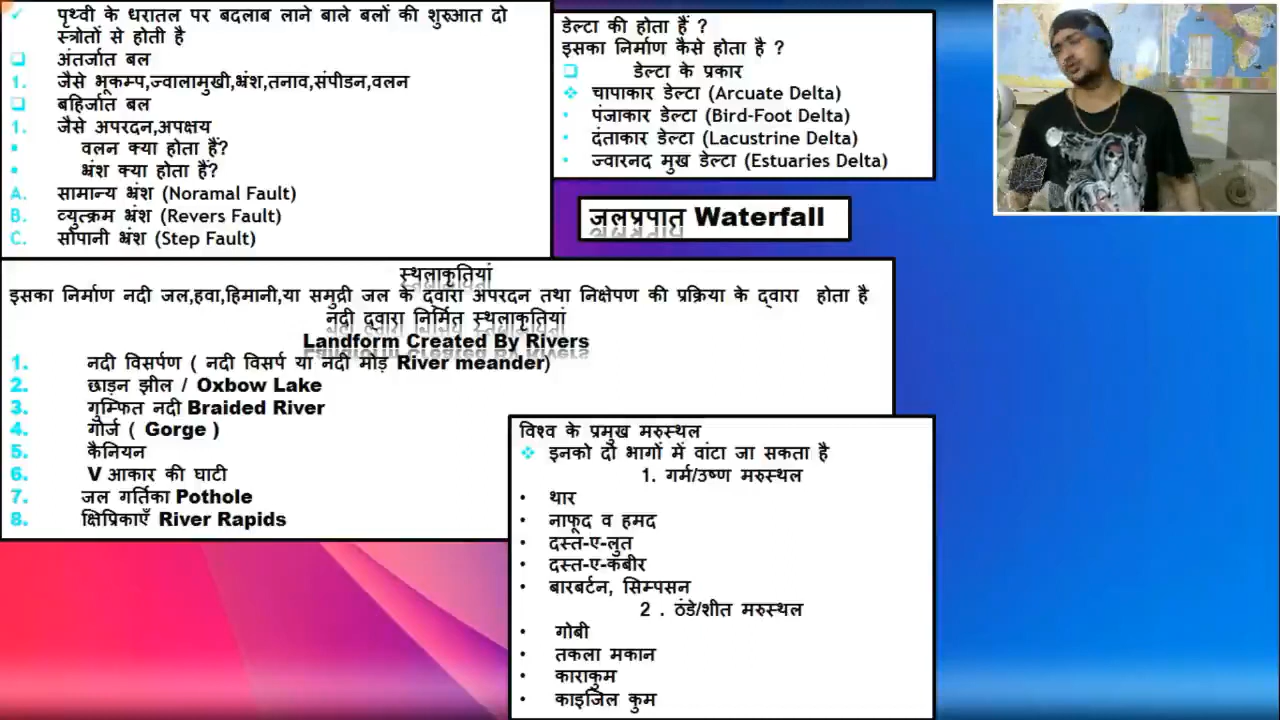 पृथ्वी के धरातल पर बदलाब लाने बाले बलों की शुरुआत दो
स्त्रोतों से होती है
अंतर्जात बल
1. जैसे भूकम्प,ज्वालामुखी,भ्रंश,तनाव,संपीडन,वलन
बहिर्जात बल
1. जैसे अपरदन,अपक्षय
वलन क्या होता हैं?
भ्रंश क्या होता हैं?
A. सामान्य भ्रंश (Noramal Fault)
B. व्युत्क्रम भ्रंश (Revers Fault)
C. सोपानी भ्रंश (Step Fault)
डेल्टा की होता हैं ?
इसका निर्माण कैसे होता है ?
डेल्टा के प्रकार
चापाकार डेल्टा (Arcuate Delta)
पंजाकार डेल्टा (Bird-Foot Delta)
दंताकार डेल्टा (Lacustrine Delta)
ज्वारनद मुख डेल्टा (Estuaries Delta)
जलप्रपात Waterfall
स्थलाकृतियां
इसका निर्माण नदी जल,हवा,हिमानी,या समुद्री जल के द्वारा अपरदन तथा निक्षेपण की प्रक्रिया के द्वारा होता है
नदी द्वारा निर्मित स्थलाकृतियां
Landform Created By Rivers
1. नदी विसर्पण ( नदी विसर्प या नदी मोड़ River meander)
2. छाड़न झील / Oxbow Lake
3. गुम्फित नदी Braided River
4. गोर्ज ( Gorge )
5. कैनियन
6. V आकार की घाटी
7. जल गर्तिका Pothole
8. क्षिप्रिकाएँ River Rapids
विश्व के प्रमुख मरुस्थल
इनको दो भागों में वांटा जा सकता है
1. गर्म/उष्ण मरुस्थल
थार
नाफूद व हमद
दस्त-ए-लुत
दस्त-ए-कबीर
बारबर्टन, सिम्पसन
2 . ठंडे/शीत मरुस्थल
गोबी
तकला मकान
काराकुम
काइजिल कुम